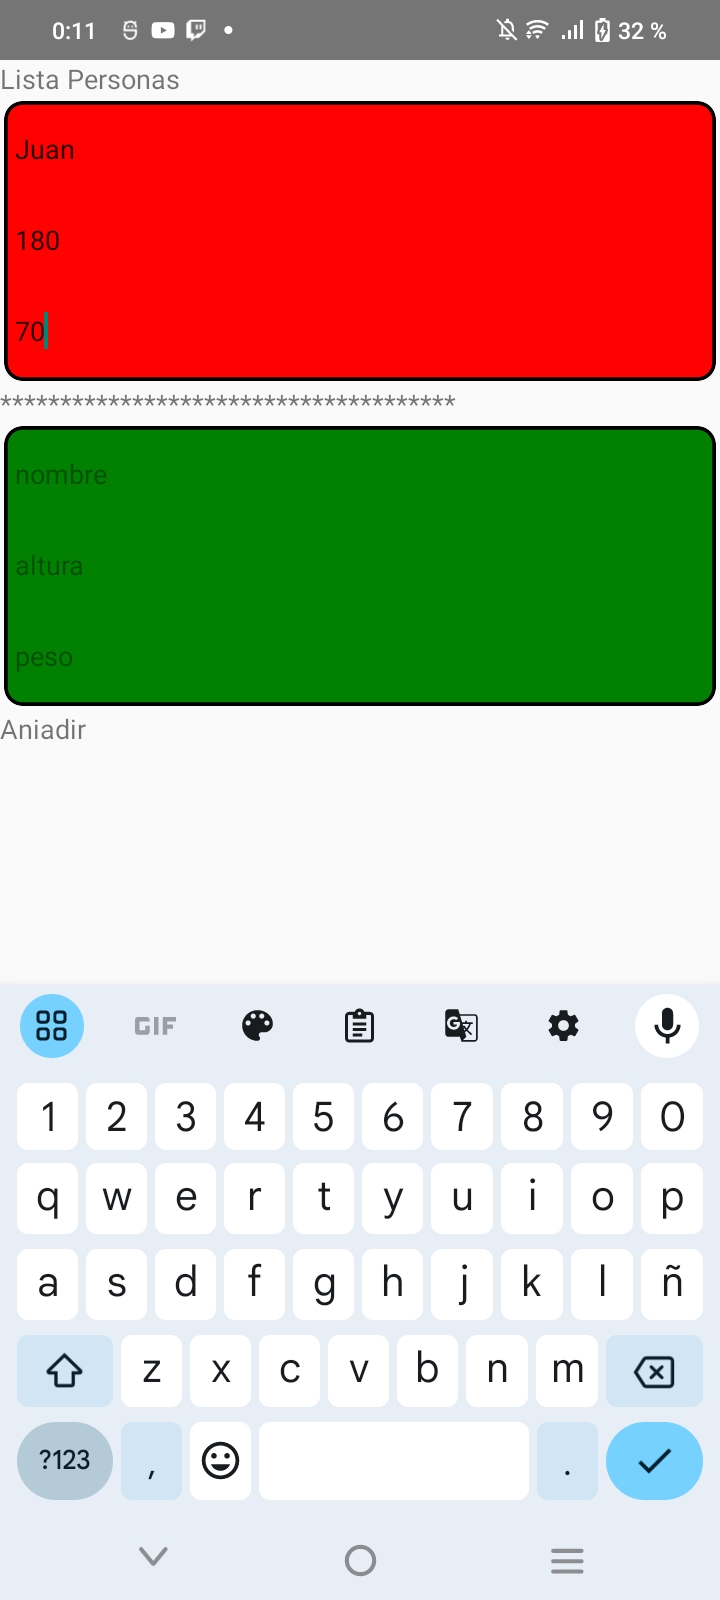 0:11 32 %
Lista Personas
Juan
180
70
**************************************
nombre
altura
peso
Aniadir
GIF
1 2 3 4 5 6 7 8 9 0
q w e r t y u i o p
a s d f g h j k l ñ
z x c v b n m
?123 , .